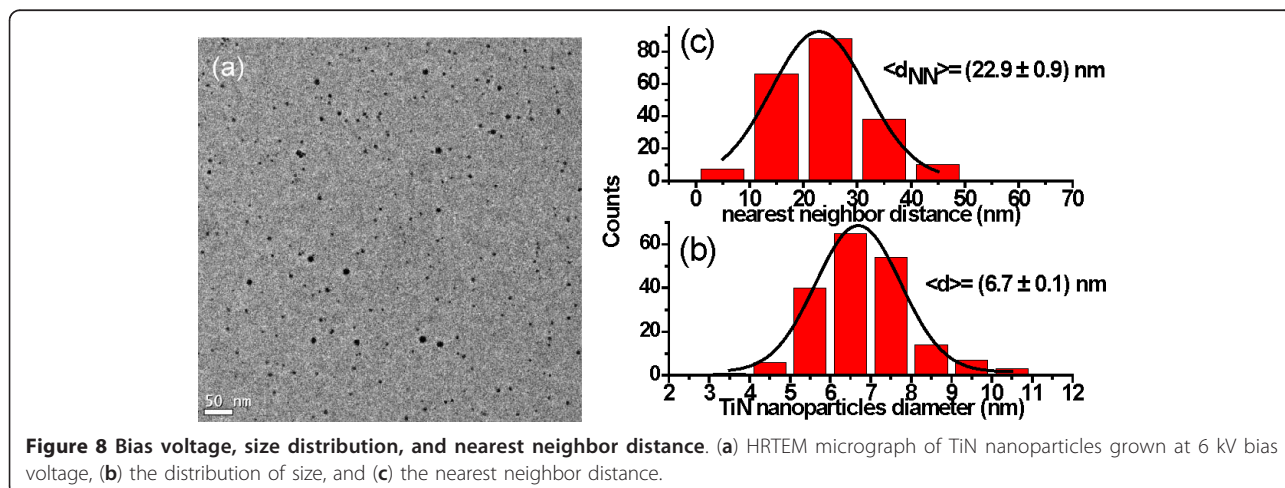 (a)
50 nm
(c)
<dNN>= (22.9 ± 0.9) nm
80
60
40
20
0
0 10 20 30 40 50 60 70
nearest neighbor distance (nm)
Counts
(b)
<d>= (6.7 ± 0.1) nm
60
40
20
0
2 3 4 5 6 7 8 9 10 11 12
TiN nanoparticles diameter (nm)
Figure 8 Bias voltage, size distribution, and nearest neighbor distance. (a) HRTEM micrograph of TiN nanoparticles grown at 6 kV bias
voltage, (b) the distribution of size, and (c) the nearest neighbor distance.